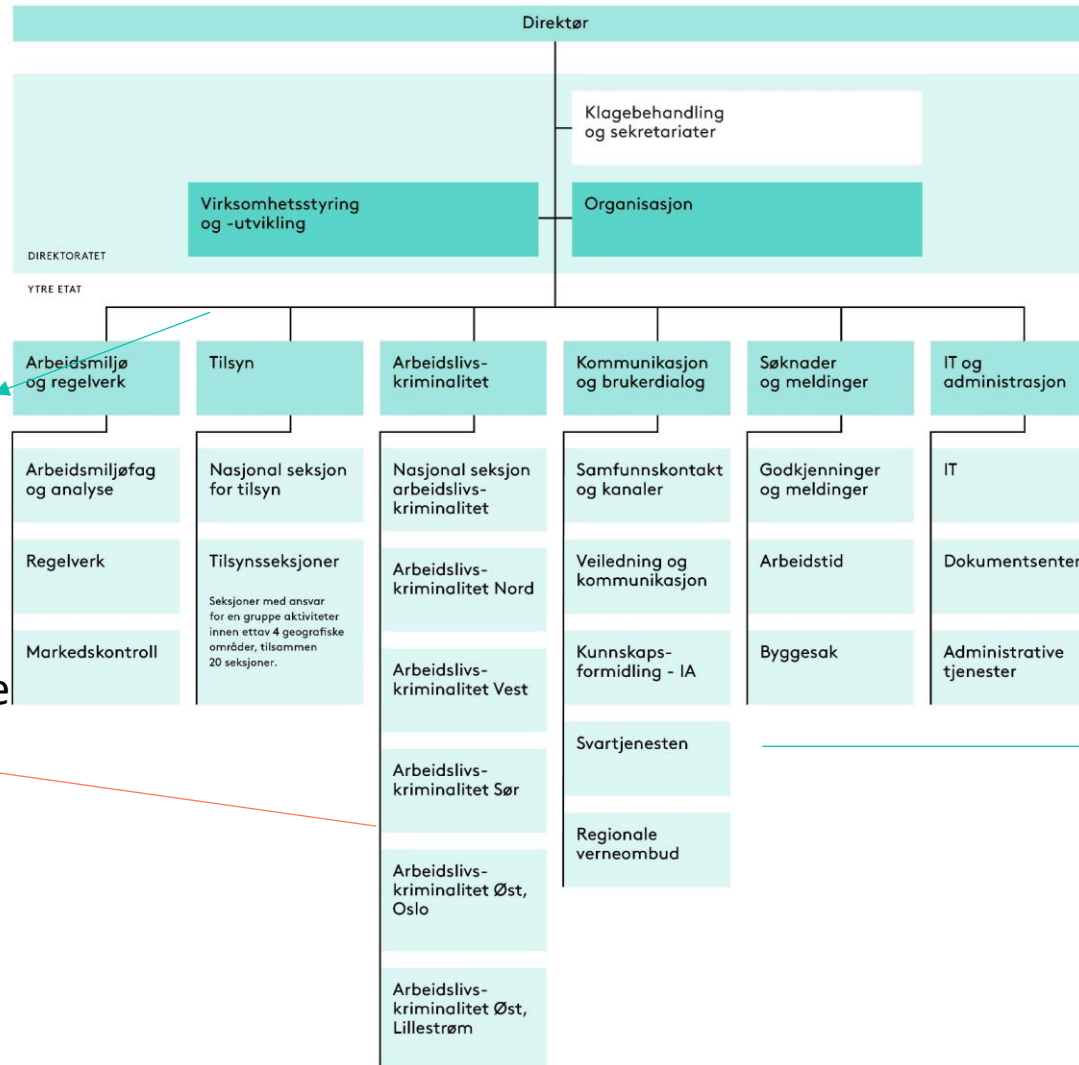 Direktør
Klagebehandling
og sekretariater
Virksomhetsstyring
og -utvikling
Organisasjon
DIREKTORATET
YTRE ETAT
Arbeidsmiljø
og regelverk
Arbeidsmiljøfag
og analyse
Regelverk
Markedskontroll
Tilsyn
Nasjonal seksjon
for tilsyn
Tilsynsseksjoner
Seksjoner med ansvar
for en gruppe aktiviteter
innen ettav 4 geografiske
områder, tilsammen
20 seksjoner.
Arbeidslivs-
kriminalitet
Nasjonal seksjon
arbeidslivs-
kriminalitet
Arbeidslivs-
kriminalitet Nord
Arbeidslivs-
kriminalitet Vest
Arbeidslivs-
kriminalitet Sør
Arbeidslivs-
kriminalitet Øst,
Oslo
Arbeidslivs-
kriminalitet Øst,
Lillestrøm
Kommunikasjon
og brukerdialog
Samfunnskontakt
og kanaler
Veiledning og
kommunikasjon
Kunnskaps-
formidling - IA
Svartjenesten
Regionale
verneombud
Søknader
og meldinger
Godkjenninger
og meldinger
Arbeidstid
Byggesak
IT og
administrasjon
IT
Dokumentsenter
Administrative
tjenester